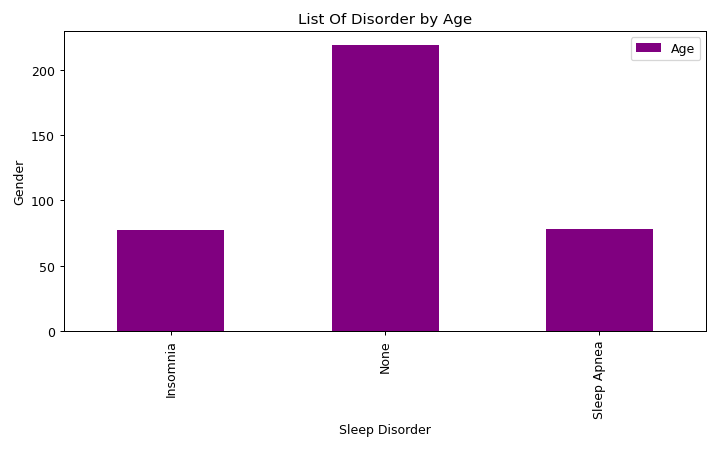 List Of Disorder by Age
Age
Gender
200
150
100
50
0
Insomnia
None
Sleep Apnea
Sleep Disorder